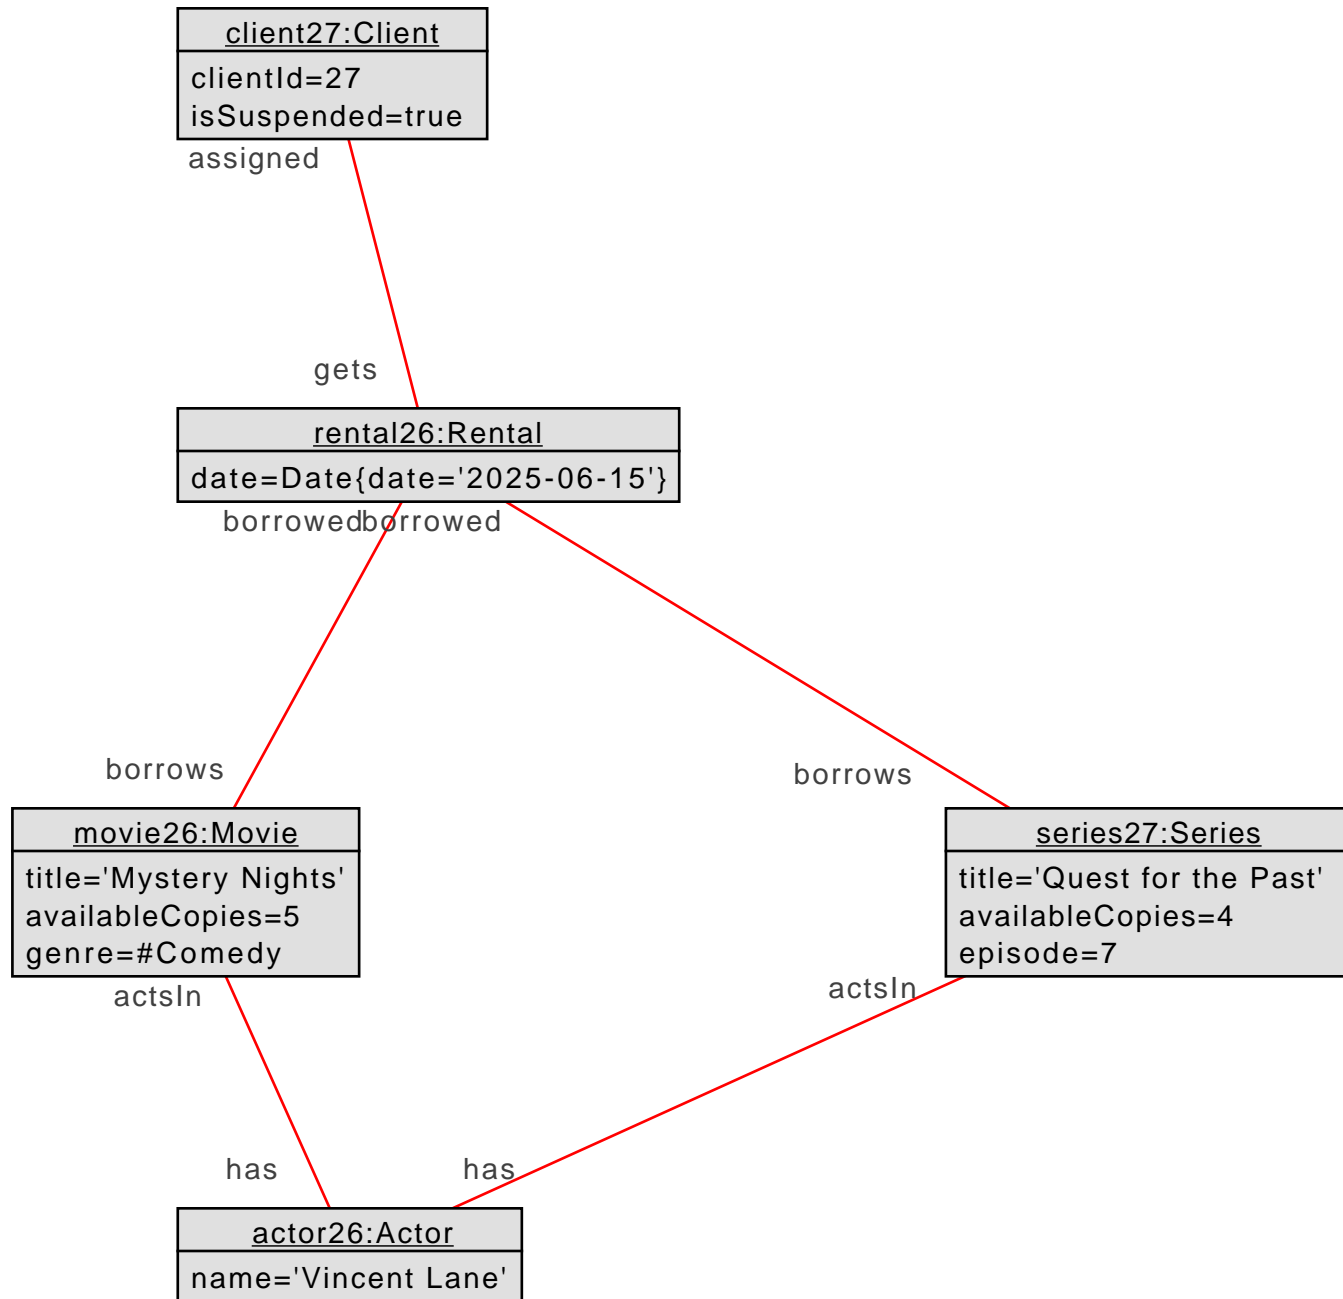 client27:Client
clientId=27
isSuspended=true
assigned
gets
rental26:Rental
date=Date{date='2025-06-15'}
borrowed
borrowed
borrows
borrows
movie26:Movie
title='Mystery Nights'
availableCopies=5
genre=#Comedy
series27:Series
title='Quest for the Past'
availableCopies=4
episode=7
actsIn
actsIn
has
has
actor26:Actor
name='Vincent Lane'